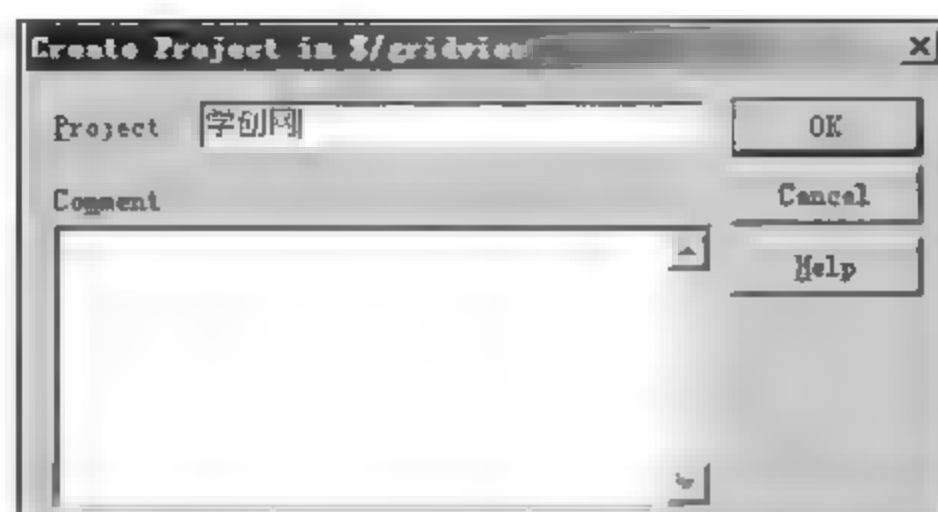 Create Project in $/gridview
Project 学创网
OK
Comment
Cancel
Help